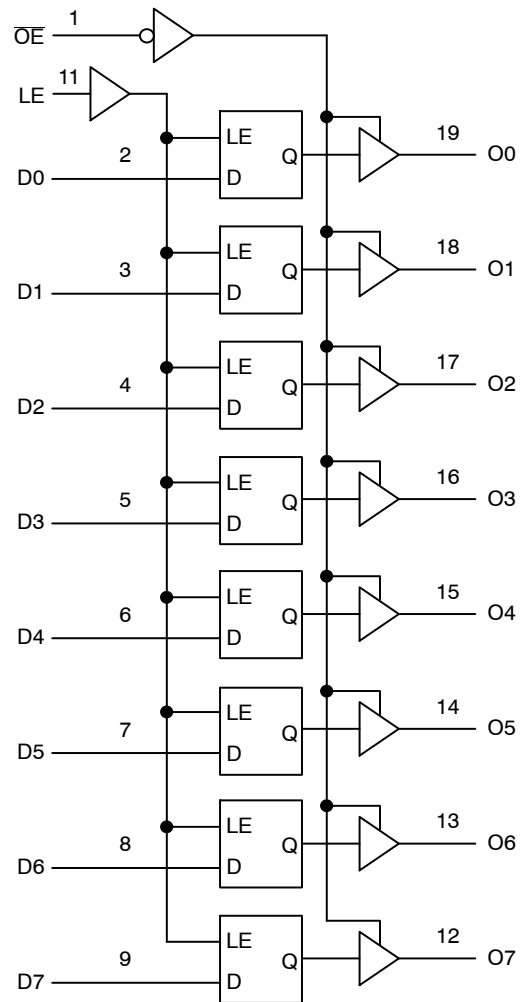 O̅E̅ 1
LE 11
D0 2 LE D Q 19 O0
D1 3 LE D Q 18 O1
D2 4 LE D Q 17 O2
D3 5 LE D Q 16 O3
D4 6 LE D Q 15 O4
D5 7 LE D Q 14 O5
D6 8 LE D Q 13 O6
D7 9 LE D Q 12 O7